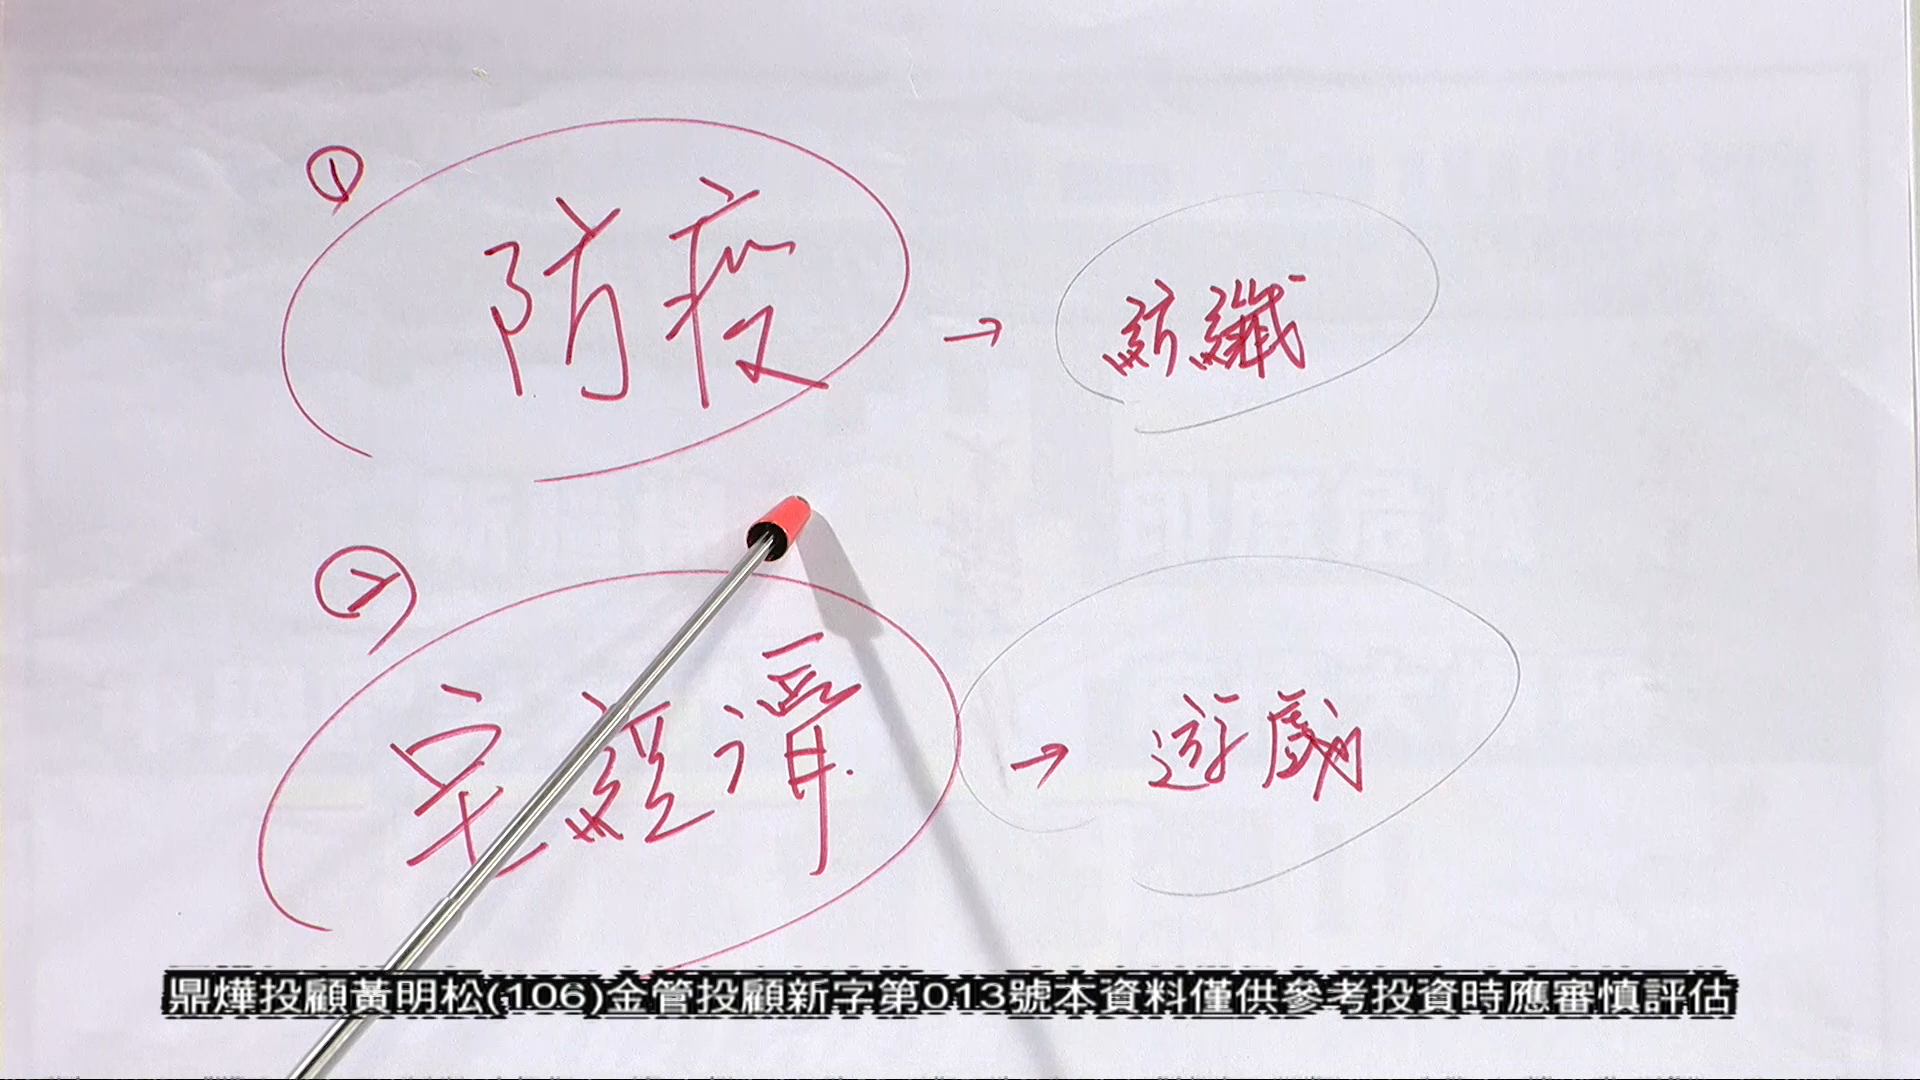 ① 防疫 → 紡織
② 宅經濟 → 遊戲
鼎燁投顧黃明松(106)金管投顧新字第013號本資料僅供參考投資時應審慎評估